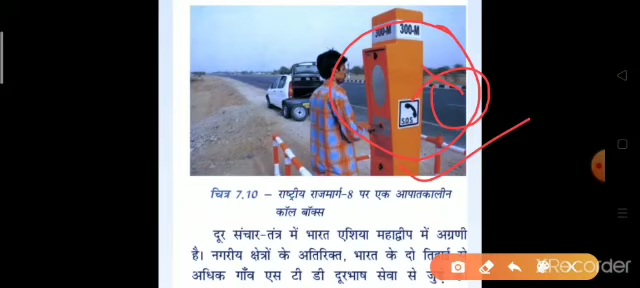 300-M 300-M
SOS
चित्र 7.10 – राष्ट्रीय राजमार्ग-8 पर एक आपातकालीन
कॉल बॉक्स
दूर संचार-तंत्र में भारत एशिया महाद्वीप में अग्रणी
है। नगरीय क्षेत्रों के अतिरिक्त, भारत के दो तिहाई से
अधिक गाँव एस टी डी दूरभाष सेवा से
XRecorder